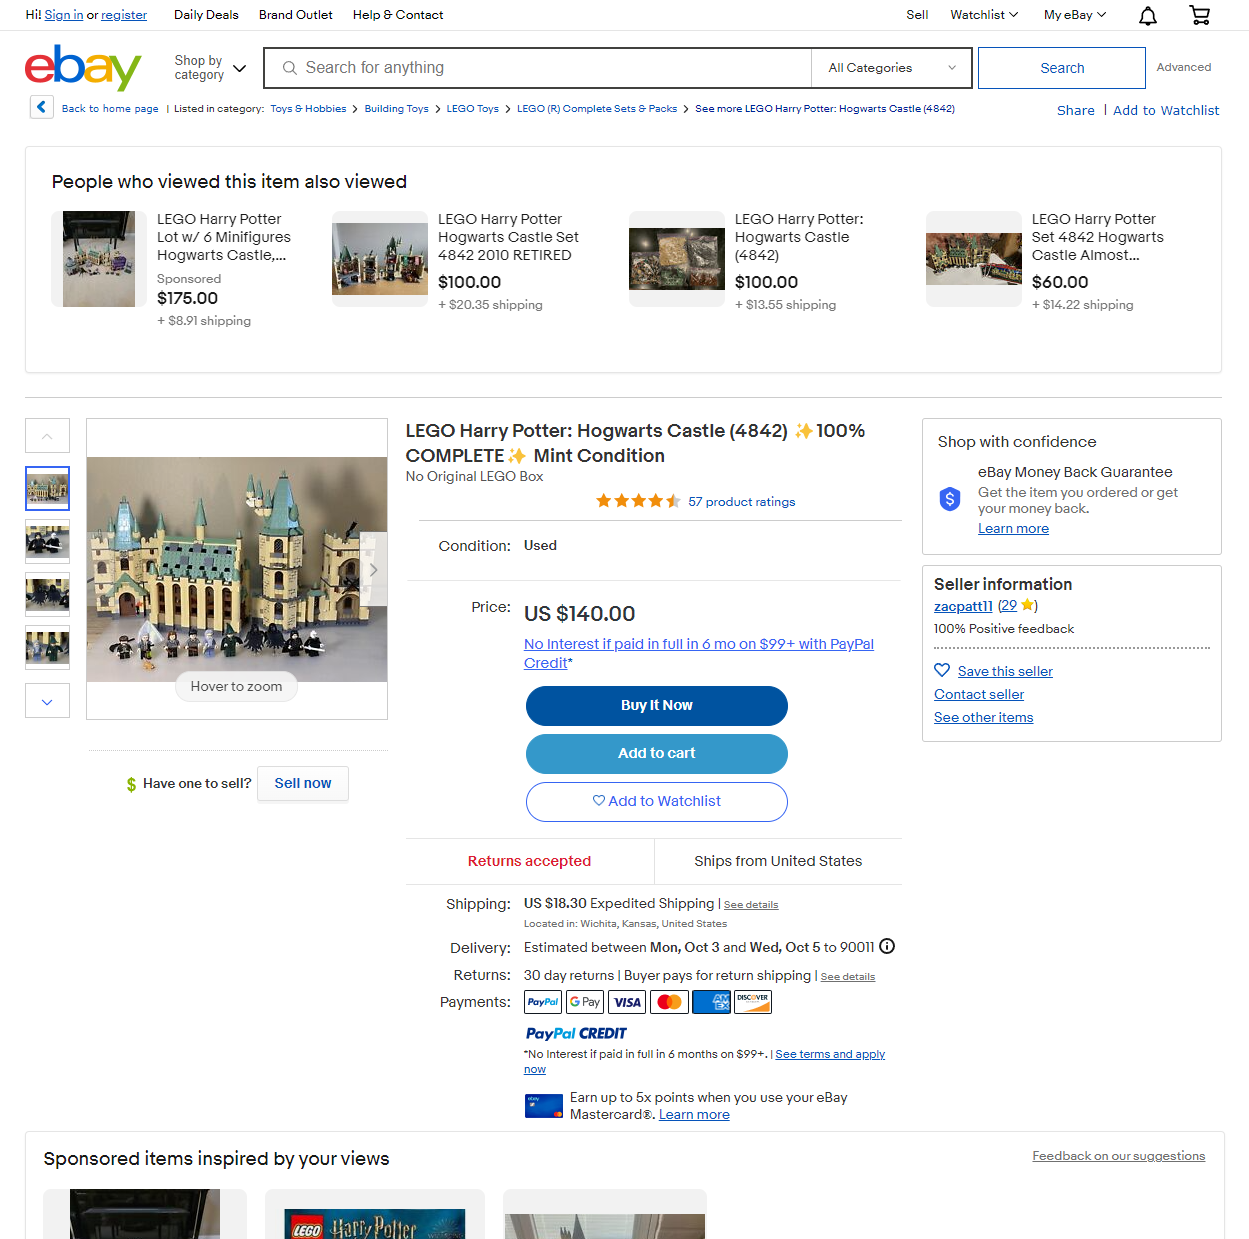 Hi! Sign in or register
Daily Deals
Brand Outlet
Help & Contact
Sell
Watchlist
My eBay
ebay
Shop by
category
Search for anything
All Categories
Search
Advanced
Back to home page | Listed in category: Toys & Hobbies > Building Toys > LEGO Toys > LEGO (R) Complete Sets & Packs > See more LEGO Harry Potter: Hogwarts Castle (4842)
Share | Add to Watchlist
People who viewed this item also viewed
LEGO Harry Potter
Lot w/ 6 Minifigures
Hogwarts Castle,...
Sponsored
$175.00
+ $8.91 shipping
LEGO Harry Potter
Hogwarts Castle Set
4842 2010 RETIRED
$100.00
+ $20.35 shipping
LEGO Harry Potter:
Hogwarts Castle
(4842)
$100.00
+ $13.55 shipping
LEGO Harry Potter
Set 4842 Hogwarts
Castle Almost...
$60.00
+ $14.22 shipping
Hover to zoom
$ Have one to sell? Sell now
LEGO Harry Potter: Hogwarts Castle (4842) ✨100%
COMPLETE✨ Mint Condition
No Original LEGO Box
57 product ratings
Condition: Used
Price: US $140.00
No Interest if paid in full in 6 mo on $99+ with PayPal
Credit*
Buy It Now
Add to cart
Add to Watchlist
Returns accepted
Ships from United States
Shipping: US $18.30 Expedited Shipping | See details
Located in: Wichita, Kansas, United States
Delivery: Estimated between Mon, Oct 3 and Wed, Oct 5 to 90011
Returns: 30 day returns | Buyer pays for return shipping | See details
Payments: PayPal G Pay VISA AMEX DISCOVER
PayPal CREDIT
*No Interest if paid in full in 6 months on $99+. | See terms and apply
now
ebay
Earn up to 5x points when you use your eBay
Mastercard®. Learn more
Shop with confidence
eBay Money Back Guarantee
Get the item you ordered or get
your money back.
Learn more
Seller information
zacpatt11 (29 ⭐)
100% Positive feedback
Save this seller
Contact seller
See other items
Sponsored items inspired by your views
Feedback on our suggestions
LEGO Harry Potter